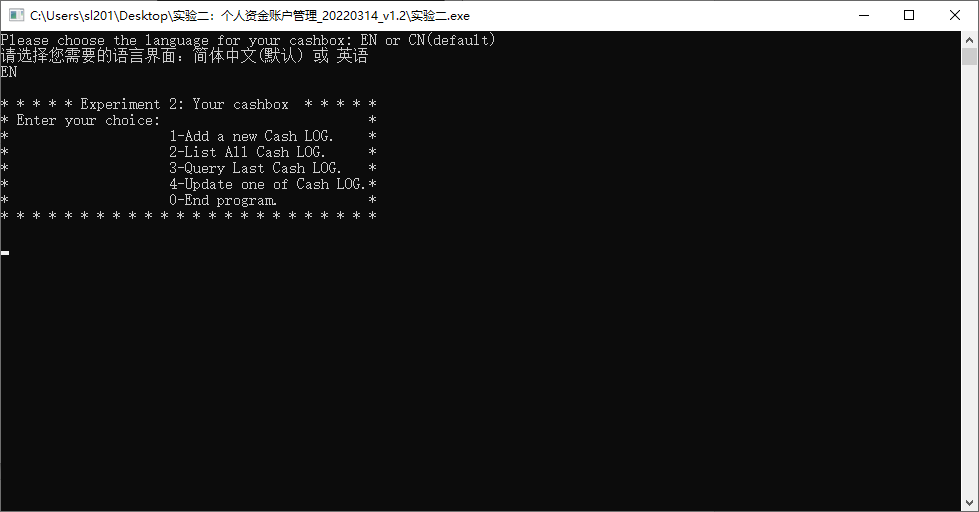 C:\Users\sl201\Desktop\实验二：个人资金账户管理_20220314_v1.2\实验二.exe
Please choose the language for your cashbox: EN or CN(default)
请选择您需要的语言界面：简体中文(默认) 或 英语
EN
* * * * * Experiment 2: Your cashbox * * * * *
* Enter your choice: *
* 1-Add a new Cash LOG. *
* 2-List All Cash LOG. *
* 3-Query Last Cash LOG. *
* 4-Update one of Cash LOG.*
* 0-End program. *
* * * * * * * * * * * * * * * * * * * * * * * *